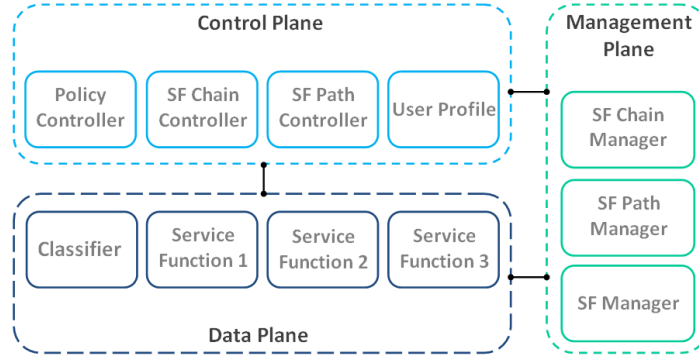 Control Plane
Policy
Controller
SF Chain
Controller
SF Path
Controller
User Profile
Management
Plane
SF Chain
Manager
SF Path
Manager
SF Manager
Classifier
Service
Function 1
Service
Function 2
Service
Function 3
Data Plane